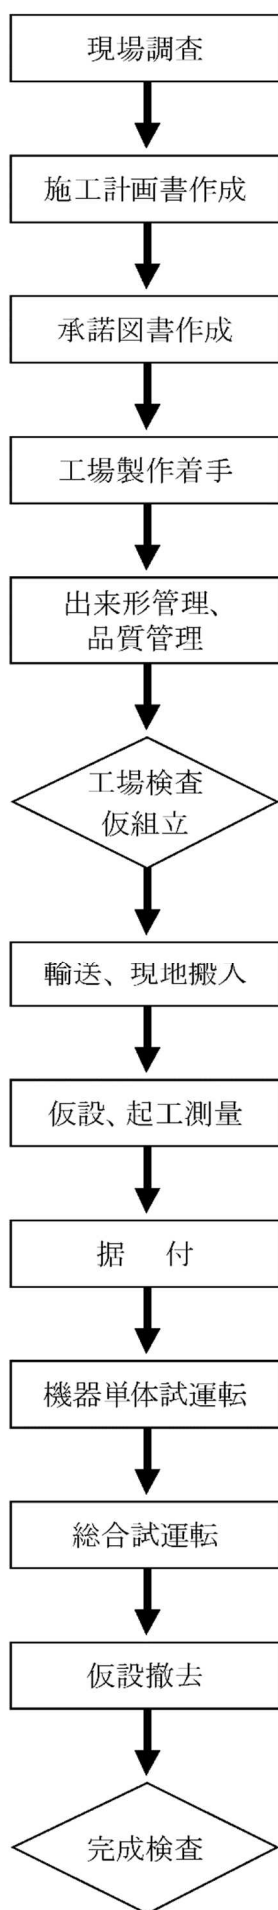 現場調査
施工計画書作成
承諾図書作成
工場製作着手
出来形管理、
品質管理
工場検査
仮組立
輸送、現地搬入
仮設、起工測量
据　付
機器単体試運転
総合試運転
仮設撤去
完成検査